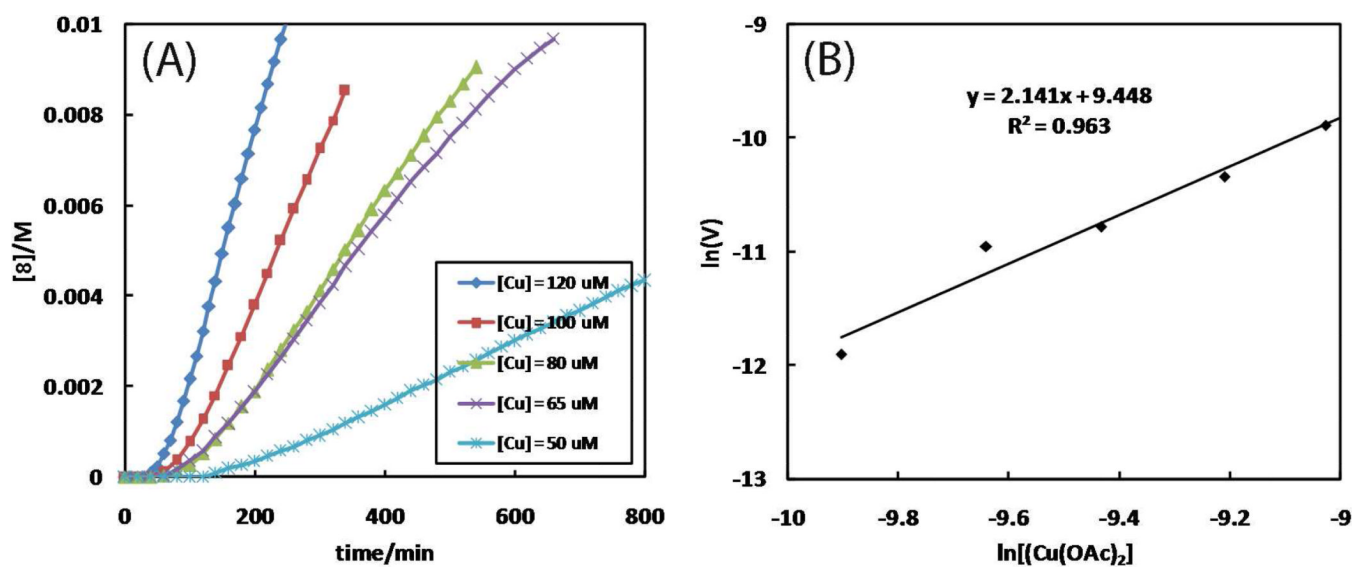 (A)
0.01
0.008
0.006
0.004
0.002
0
[8]/M
0 200 400 600 800
time/min
[Cu] = 120 uM
[Cu] = 100 uM
[Cu] = 80 uM
[Cu] = 65 uM
[Cu] = 50 uM
(B)
-9
-10
-11
-12
-13
ln(V)
y = 2.141x + 9.448
R² = 0.963
-10 -9.8 -9.6 -9.4 -9.2 -9
ln[(Cu(OAc)₂]